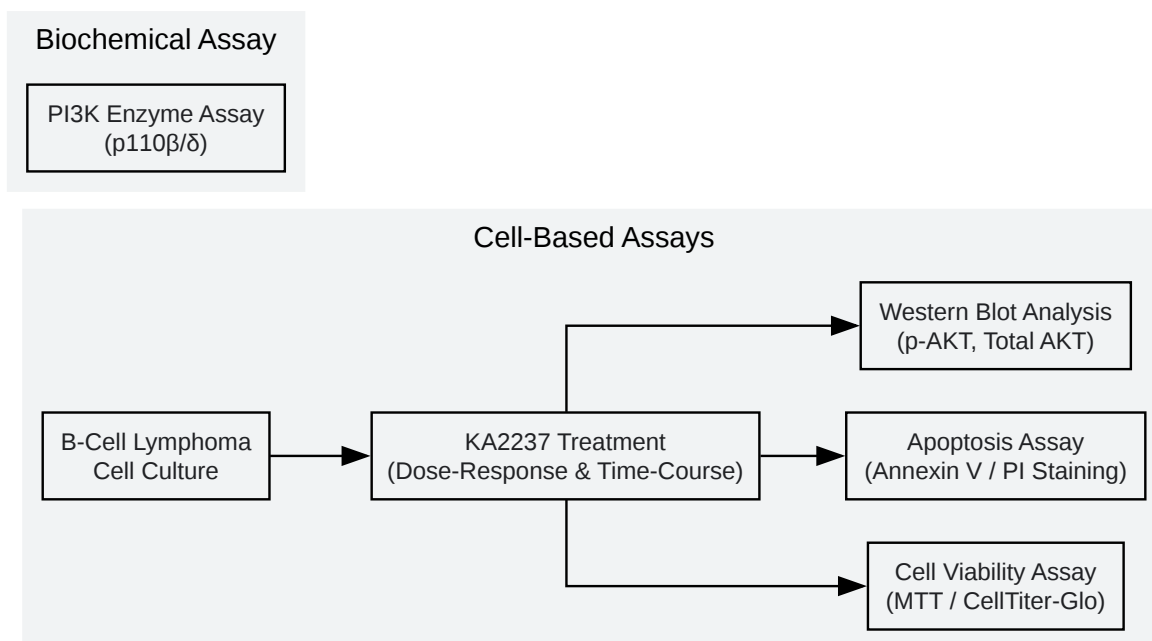 Biochemical Assay
PI3K Enzyme Assay
(p110β/δ)
Cell-Based Assays
Western Blot Analysis
(p-AKT, Total AKT)
B-Cell Lymphoma
Cell Culture
KA2237 Treatment
(Dose-Response & Time-Course)
Apoptosis Assay
(Annexin V / PI Staining)
Cell Viability Assay
(MTT / CellTiter-Glo)